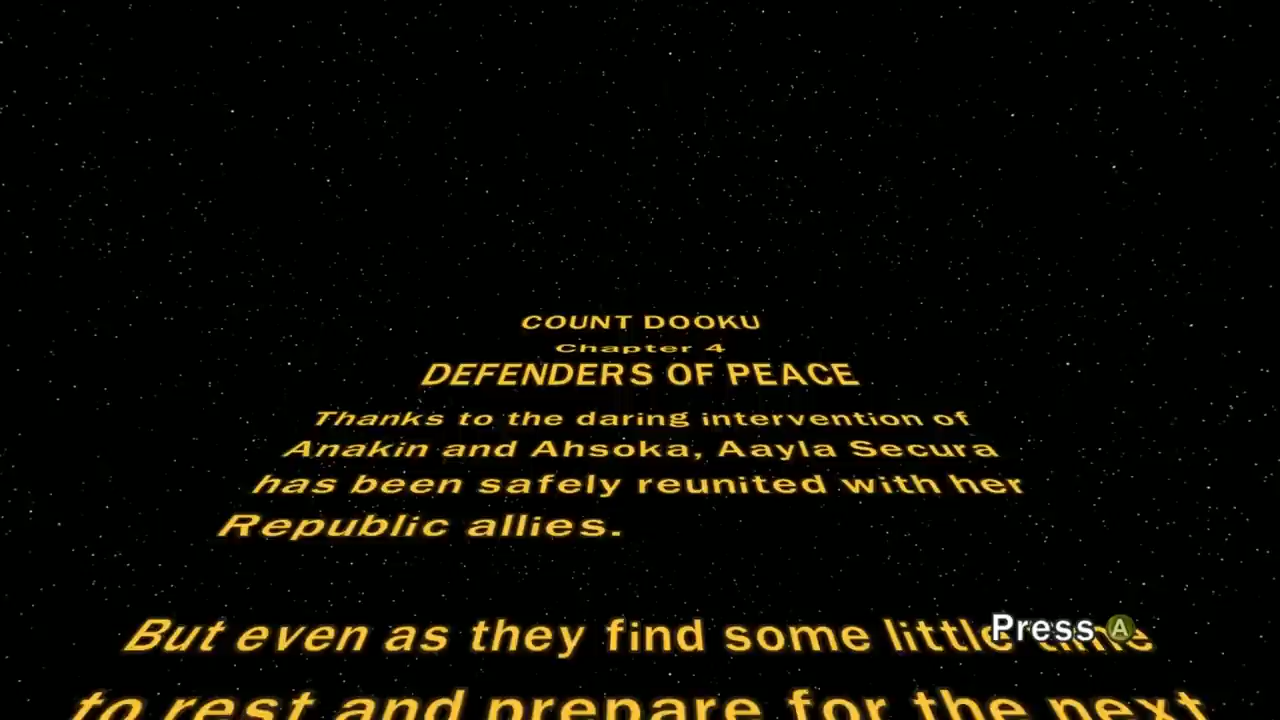 COUNT DOOKU
Chapter 4
DEFENDERS OF PEACE
Thanks to the daring intervention of
Anakin and Ahsoka, Aayla Secura
has been safely reunited with her
Republic allies.
But even as they find some little time
Press A
to rest and prepare for the next